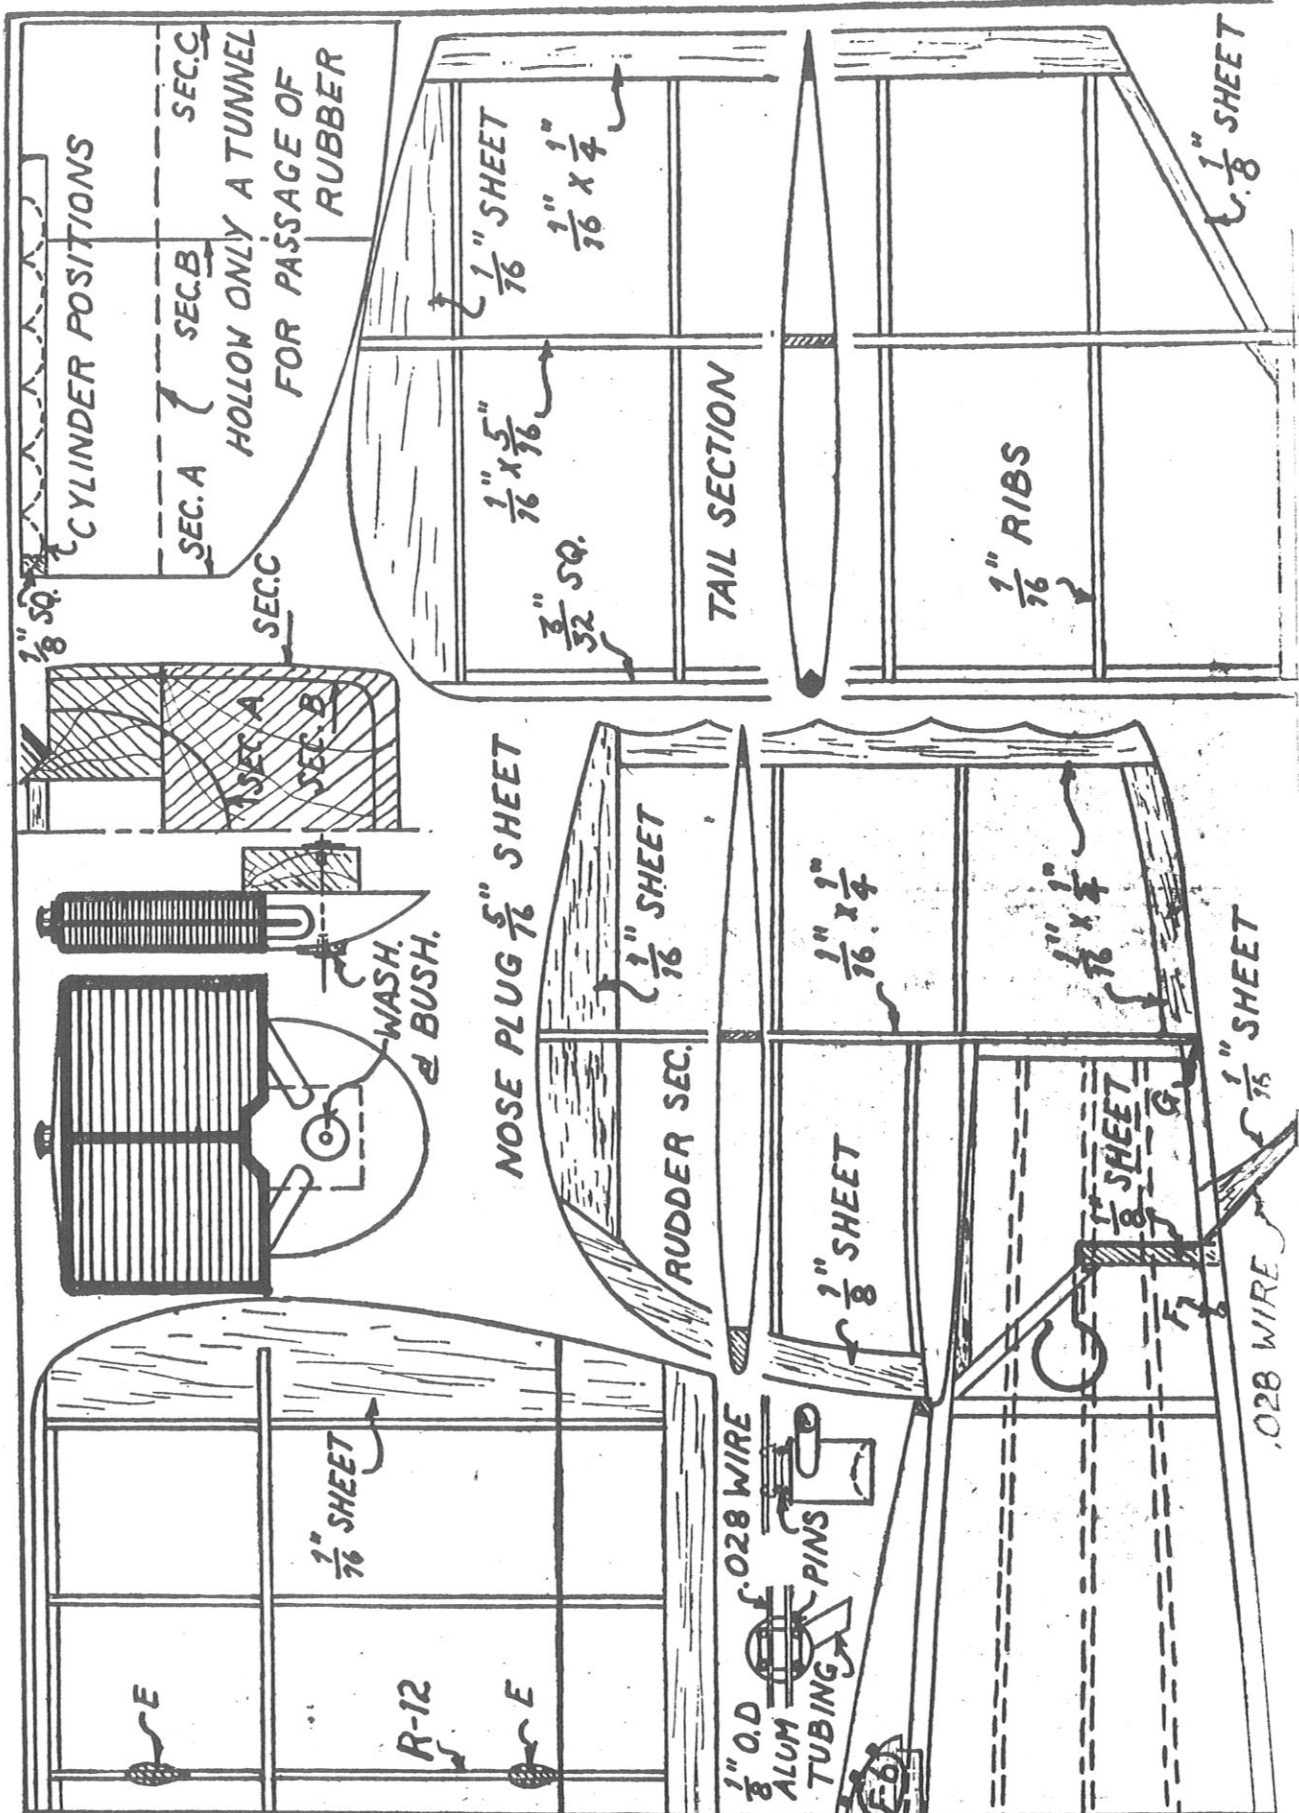 1/8" SQ.
CYLINDER POSITIONS
SEC. A
SEC. B
SEC. C
HOLLOW ONLY A TUNNEL
FOR PASSAGE OF
RUBBER
SEC. C
SEC. A
SEC. B
WASH.
& BUSH.
NOSE PLUG 5/16" SHEET
1/16" SHEET
1/16" X 1/4"
1/16" X 5/16"
3/32" SQ.
TAIL SECTION
1/16" RIBS
1/8" SHEET
1/16" SHEET
RUDDER SEC.
1/16" X 1/4"
1/16" X 1/4"
1/8" SHEET
1/8" SHEET
G
F
1/16" SHEET
.028 WIRE
1/16" SHEET
E
R-12
E
1/8" O.D
ALUM
TUBING
.028 WIRE
PINS